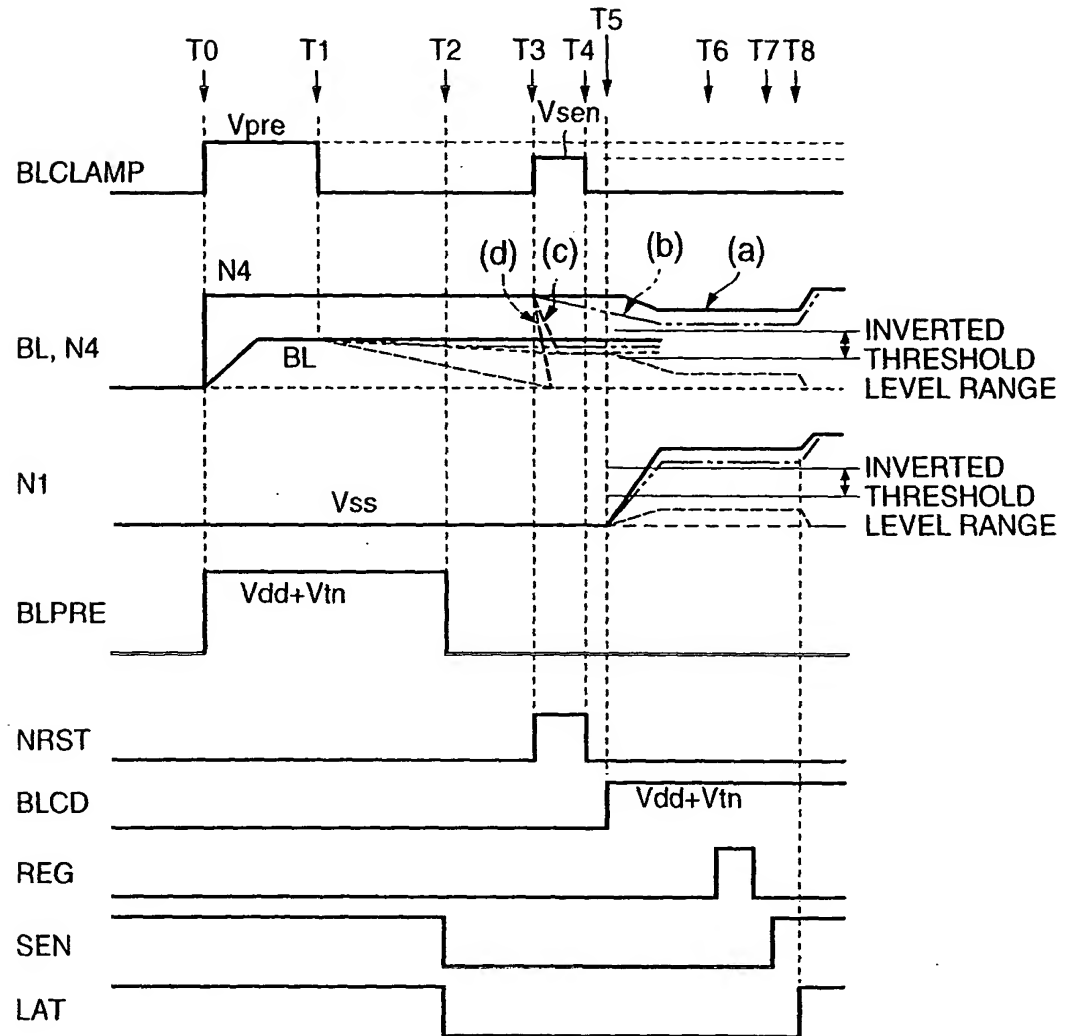 T5
T0 T1 T2 T3 T4 T6 T7 T8
Vpre Vsen
BLCLAMP
(d) (c) (b) (a)
N4
INVERTED
BL, N4 BL THRESHOLD
LEVEL RANGE
INVERTED
N1 THRESHOLD
Vss LEVEL RANGE
Vdd+Vtn
BLPRE
NRST
BLCD Vdd+Vtn
REG
SEN
LAT